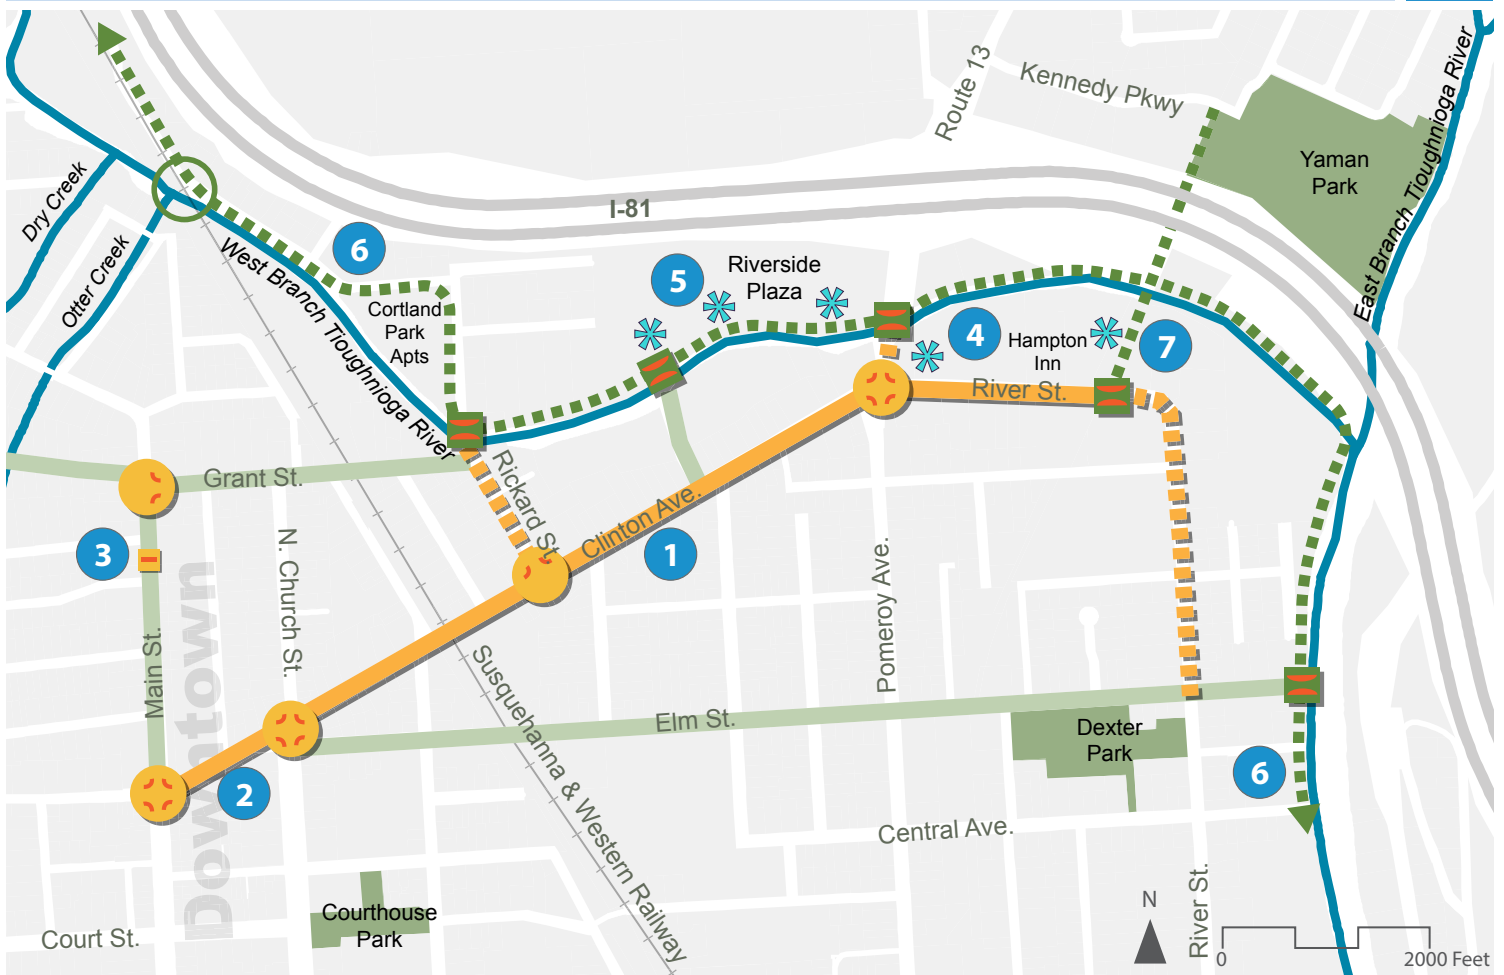 Route 13
Kennedy Pkwy
East Branch Tioughnioga River
Yaman
Park
Dry Creek
I-81
Otter Creek
West Branch Tioughnioga River
6
5
Riverside
Plaza
Cortland
Park
Apts
4
Hampton
Inn
7
River St.
Grant St.
Rickard St.
Clinton Ave.
1
3
N. Church St.
Main St.
Downtown
Pomeroy Ave.
Susquehanna & Western Railway
Elm St.
Dexter
Park
2
6
Central Ave.
River St.
Courthouse
Park
Court St.
N
0
2000 Feet